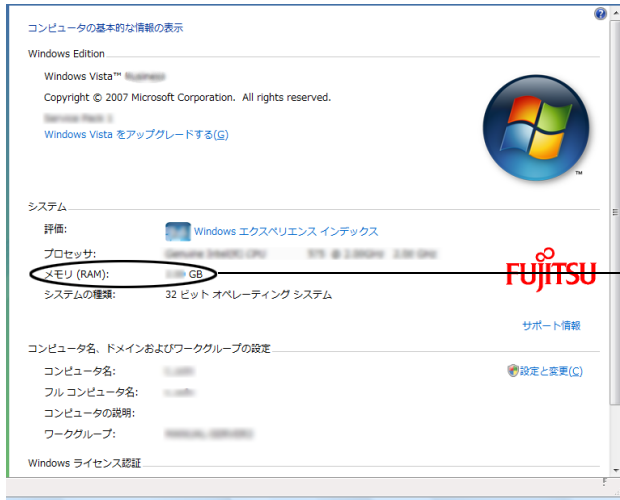 コンピュータの基本的な情報の表示
Windows Edition
Windows Vista™
Copyright © 2007 Microsoft Corporation. All rights reserved.
Windows Vista をアップグレードする(G)
TM
システム
評価:
Windows エクスペリエンス インデックス
プロセッサ:
メモリ (RAM): GB
システムの種類: 32 ビット オペレーティング システム
FUJITSU
サポート情報
コンピュータ名、ドメインおよびワークグループの設定
コンピュータ名:
設定と変更(C)
フル コンピュータ名:
コンピュータの説明:
ワークグループ:
Windows ライセンス認証